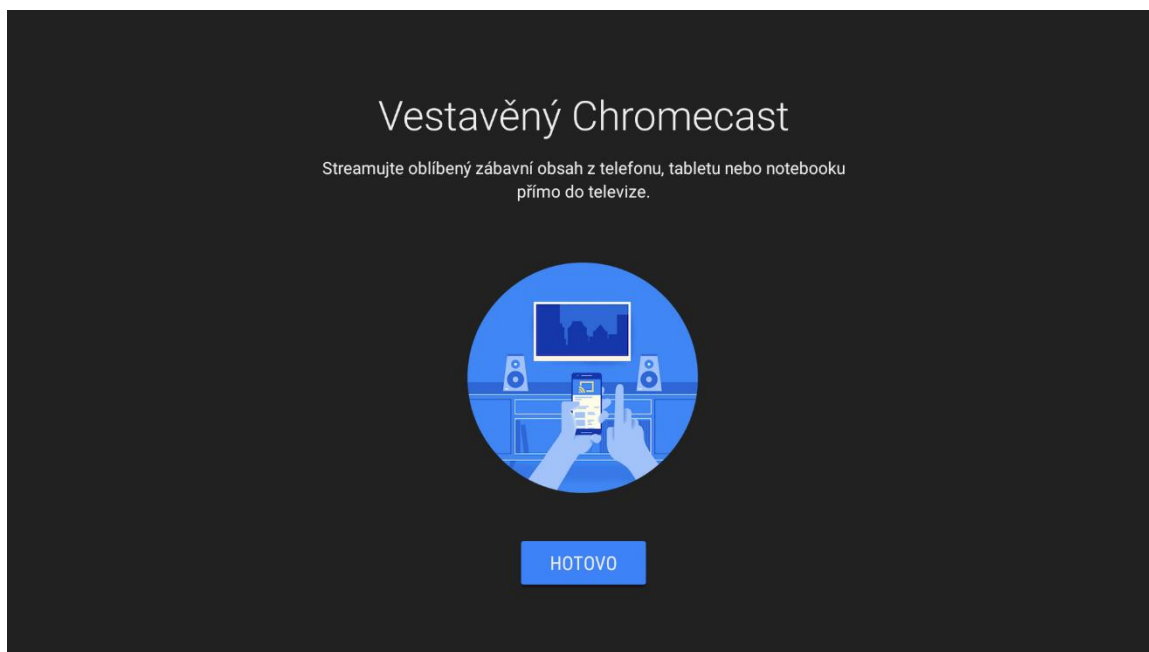 Vestavěný Chromecast
Streamujte oblíbený zábavní obsah z telefonu, tabletu nebo notebooku
přímo do televize.
HOTOVO